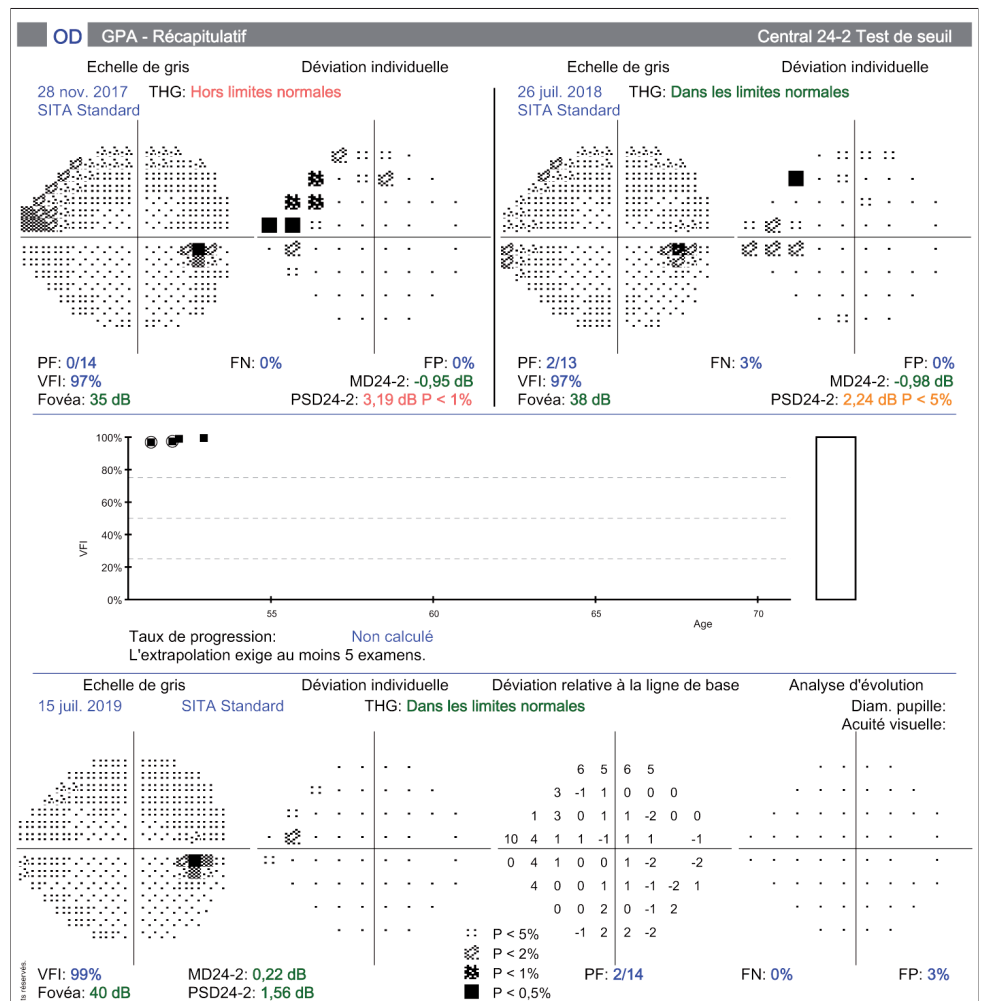 OD GPA - Récapitulatif Central 24-2 Test de seuil
Echelle de gris Déviation individuelle Echelle de gris Déviation individuelle
28 nov. 2017 THG: Hors limites normales 26 juil. 2018 THG: Dans les limites normales
SITA Standard SITA Standard
PF: 0/14 FN: 0% FP: 0% PF: 2/13 FN: 3% FP: 0%
VFI: 97% MD24-2: -0,95 dB VFI: 97% MD24-2: -0,98 dB
Fovéa: 35 dB PSD24-2: 3,19 dB P < 1% Fovéa: 38 dB PSD24-2: 2,24 dB P < 5%
100%
80%
60%
VFI
40%
20%
0%
55 60 65 70
Age
Taux de progression: Non calculé
L'extrapolation exige au moins 5 examens.
Echelle de gris Déviation individuelle Déviation relative à la ligne de base Analyse d'évolution
15 juil. 2019 SITA Standard THG: Dans les limites normales Diam. pupille:
Acuité visuelle:
6 5 6 5
3 -1 1 0 0 0
1 3 0 1 1 -2 0 0
10 4 1 1 -1 1 1 -1
0 4 1 0 0 1 -2 -2
4 0 0 1 1 -1 -2 1
0 0 2 0 -1 2
-1 2 2 -2
P < 5%
P < 2%
VFI: 99% MD24-2: 0,22 dB P < 1% PF: 2/14 FN: 0% FP: 3%
Fovéa: 40 dB PSD24-2: 1,56 dB P < 0,5%
ts réservés.